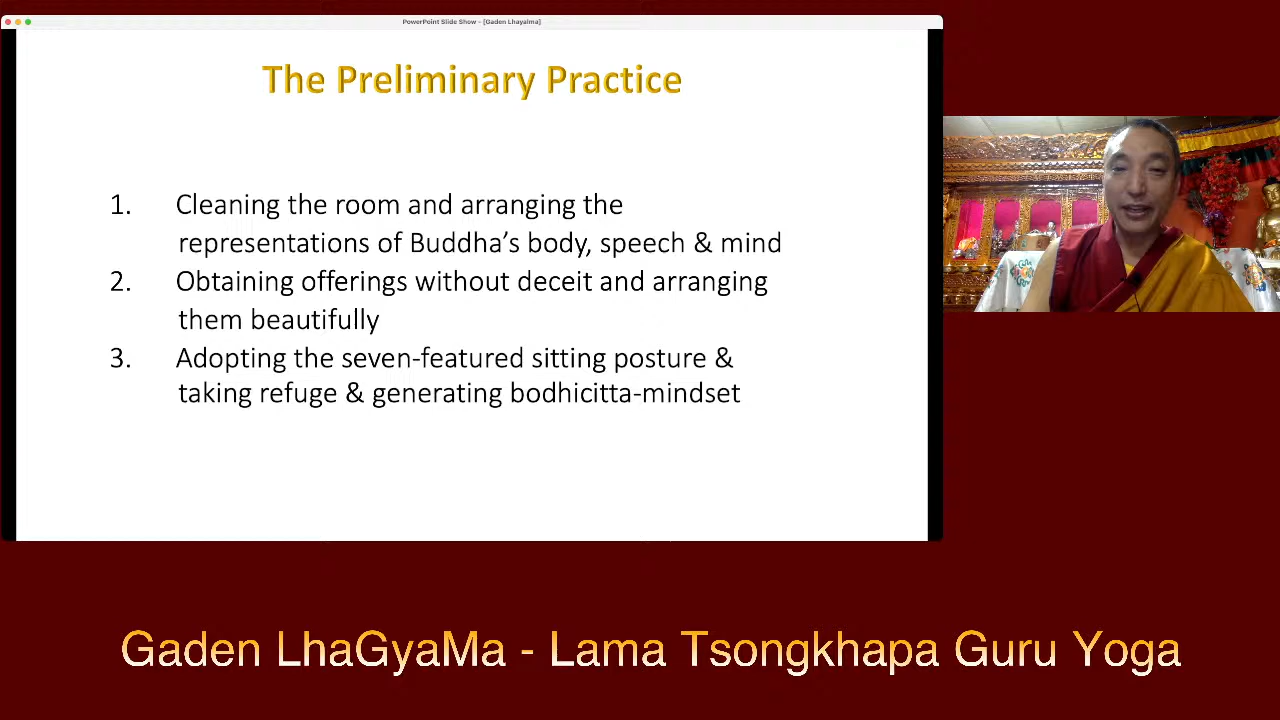 PowerPoint Slide Show - [Gaden Lhayalma]
The Preliminary Practice
1. Cleaning the room and arranging the
representations of Buddha’s body, speech & mind
2. Obtaining offerings without deceit and arranging
them beautifully
3. Adopting the seven-featured sitting posture &
taking refuge & generating bodhicitta-mindset
Gaden LhaGyaMa - Lama Tsongkhapa Guru Yoga